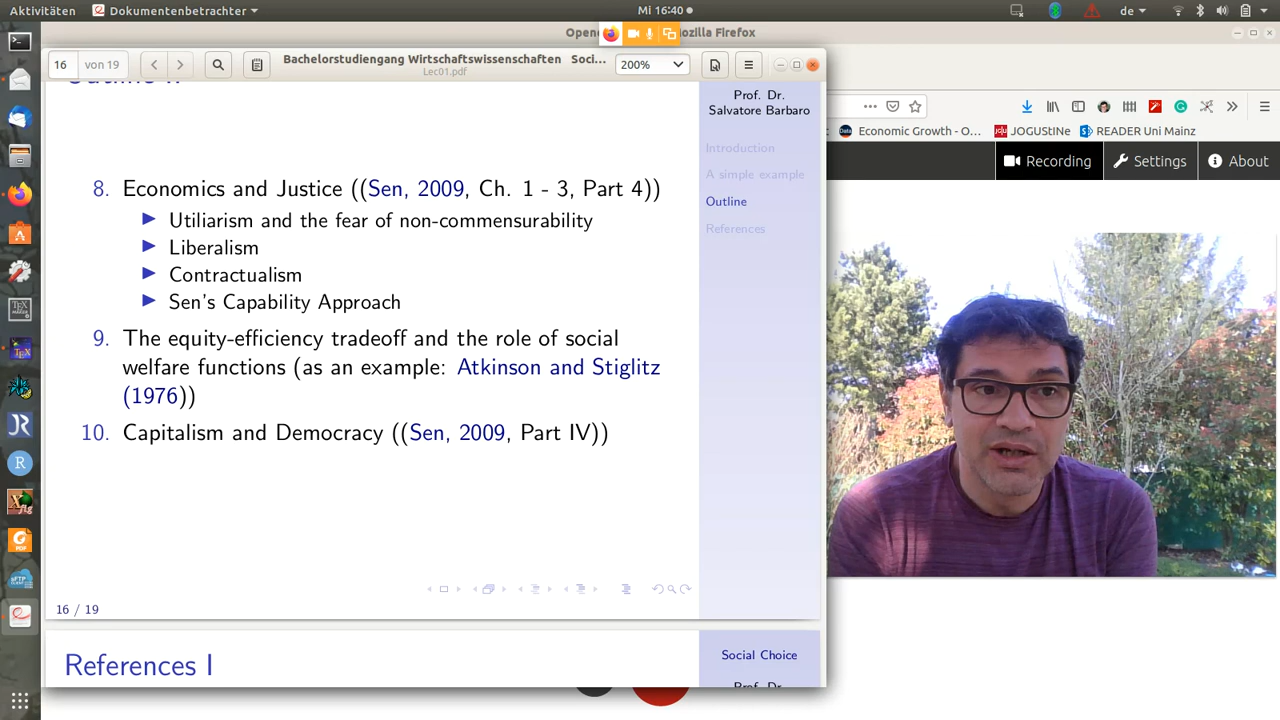 Aktivitäten
Dokumentenbetrachter
Mi 16:40
de
Mozilla Firefox
16
von 19
Bachelorstudiengang Wirtschaftswissenschaften Soci...
Lec01.pdf
200%
Economic Growth - O...
JOGUStINe
READER Uni Mainz
Recording
Settings
About
Prof. Dr.
Salvatore Barbaro
Introduction
A simple example
Outline
References
8. Economics and Justice ((Sen, 2009, Ch. 1 - 3, Part 4))
Utiliarism and the fear of non-commensurability
Liberalism
Contractualism
Sen's Capability Approach
9. The equity-efficiency tradeoff and the role of social
welfare functions (as an example: Atkinson and Stiglitz
(1976))
10. Capitalism and Democracy ((Sen, 2009, Part IV))
16 / 19
References I
Social Choice
Prof. Dr.